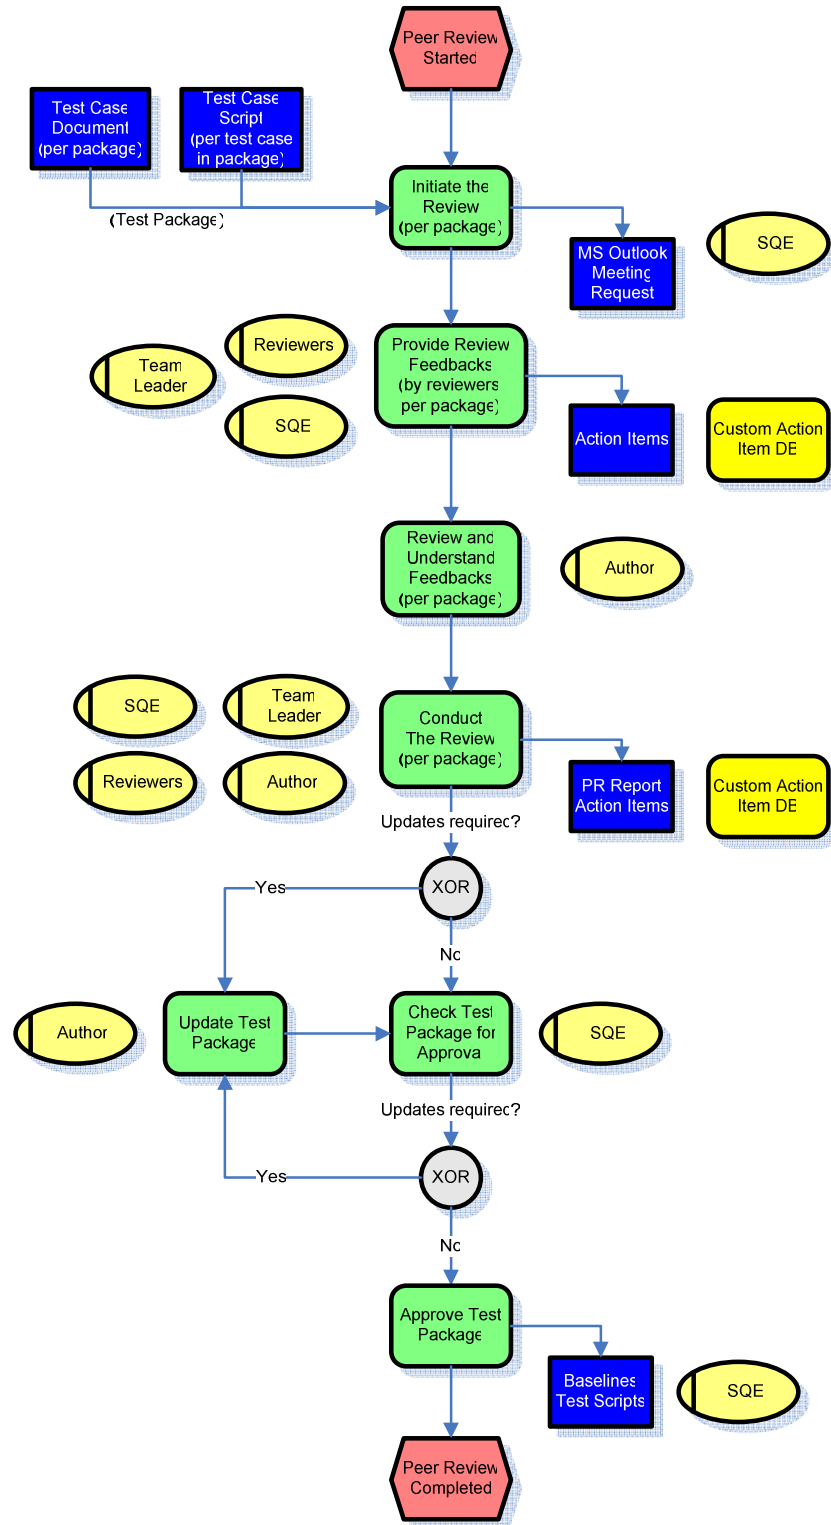 Peer Review
Started
Test Case
Document
(per package)
Test Case
Script
(per test case
in package)
(Test Package)
Initiate the
Review
(per package)
MS Outlook
Meeting
Request
SQE
Team
Leader
Reviewers
SQE
Provide Review
Feedbacks
(by reviewers
per package)
Action Items
Custom Action
Item DB
Review and
Understand
Feedbacks
(per package)
Author
SQE
Team
Leader
Reviewers
Author
Conduct
The Review
(per package)
PR Report
Action Items
Custom Action
Item DB
Updates required?
XOR
Yes
No
Author
Update Test
Package
Check Test
Package for
Approval
SQE
Updates required?
XOR
Yes
No
Approve Test
Package
Baselines
Test Scripts
SQE
Peer Review
Completed